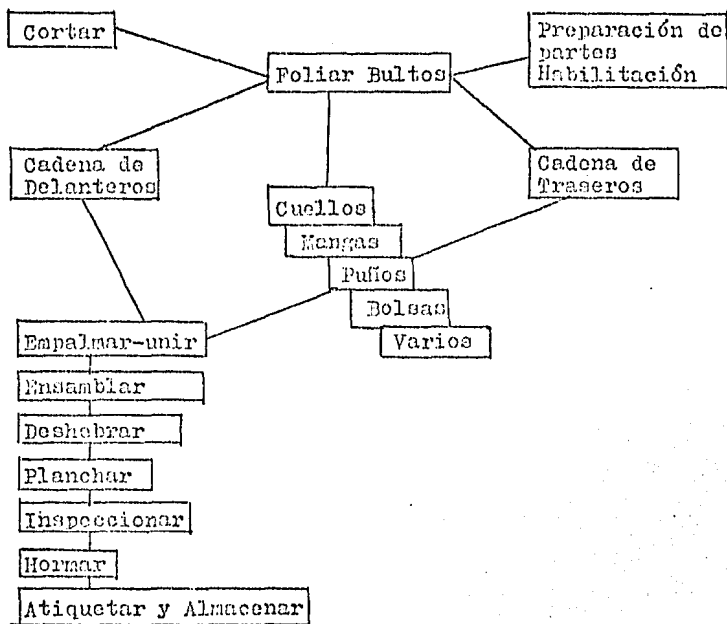 Cortar
Foliar Bultos
Preparación de
partes
Habilitación
Cadena de
Delanteros
Cadena de
Traseros
Cuellos
Mangas
Puños
Bolsas
Varios
Empalmar-unir
Ensamblar
Deshebrar
Planchar
Inspeccionar
Hormar
Atiquetar y Almacenar